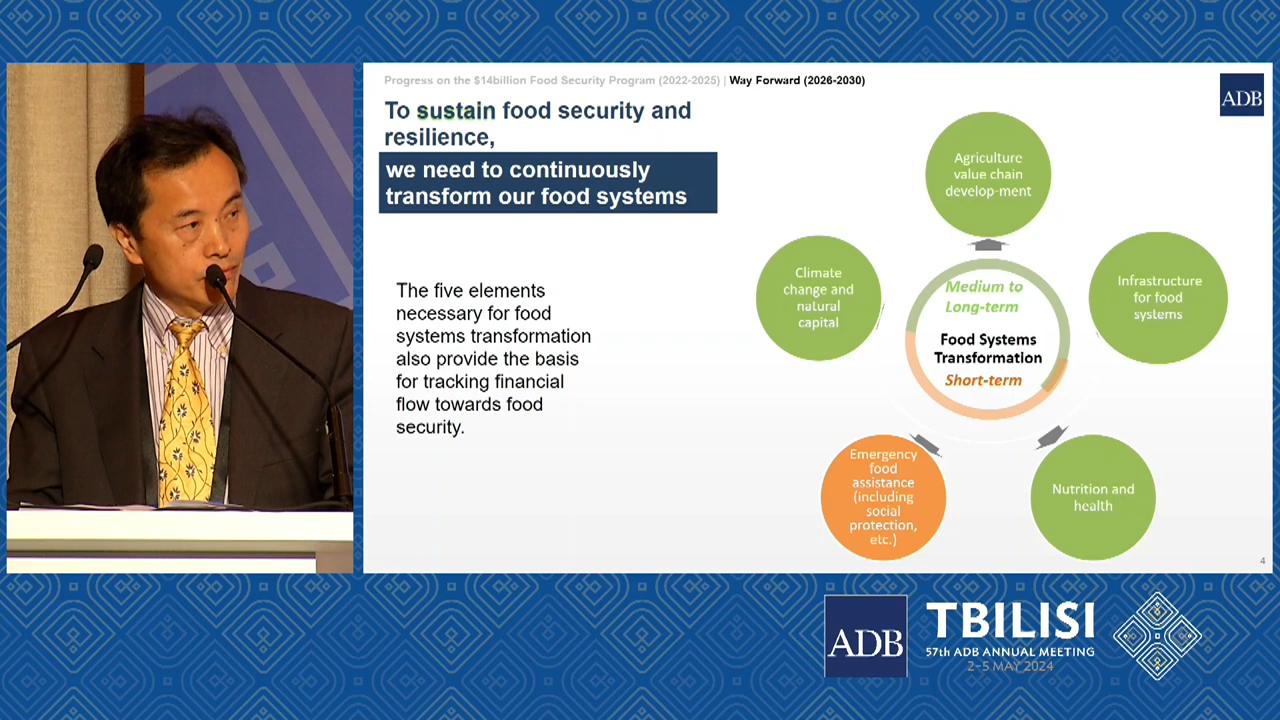 Progress on the $14billion Food Security Program (2022-2025) | Way Forward (2026-2030)
ADB
To sustain food security and
resilience,
we need to continuously
transform our food systems
The five elements
necessary for food
systems transformation
also provide the basis
for tracking financial
flow towards food
security.
Agriculture
value chain
develop-ment
Climate
change and
natural
capital
Infrastructure
for food
systems
Medium to
Long-term
Food Systems
Transformation
Short-term
Emergency
food
assistance
(including
social
protection,
etc.)
Nutrition and
health
4
ADB
TBILISI
57th ADB ANNUAL MEETING
2-5 MAY 2024